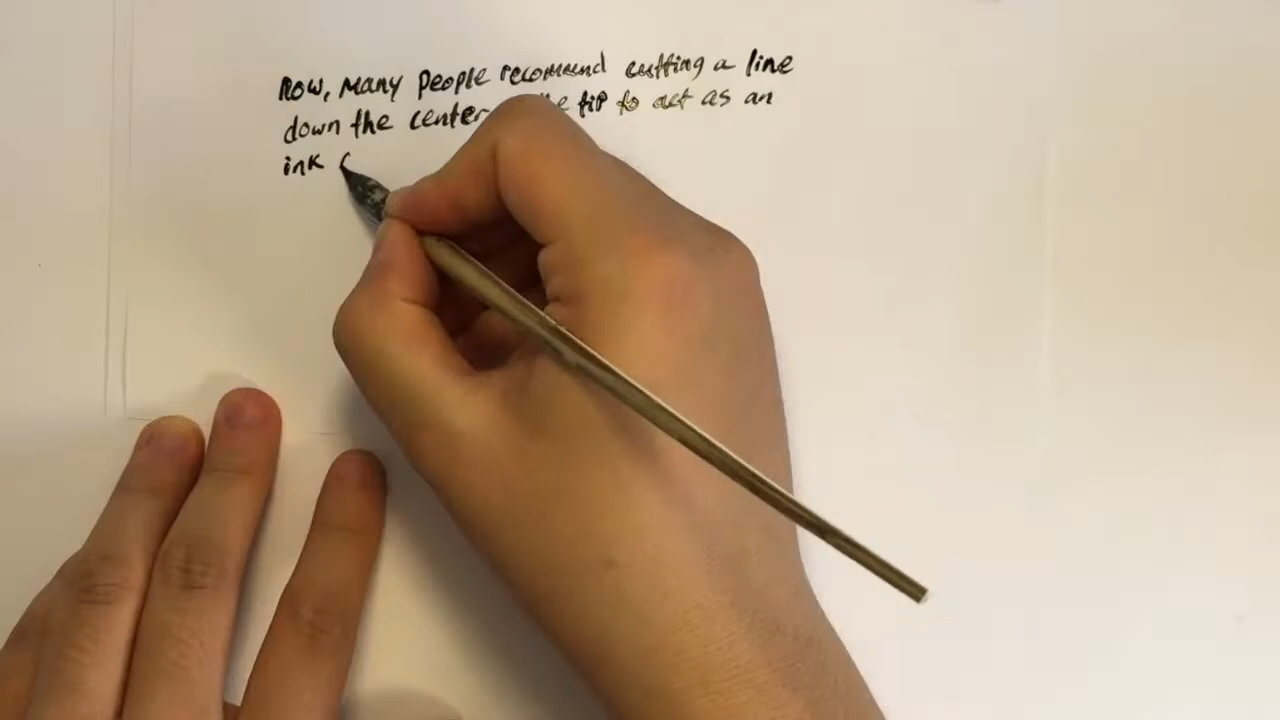 Now, Many people recommend cutting a line
down the center the tip to act as an
ink